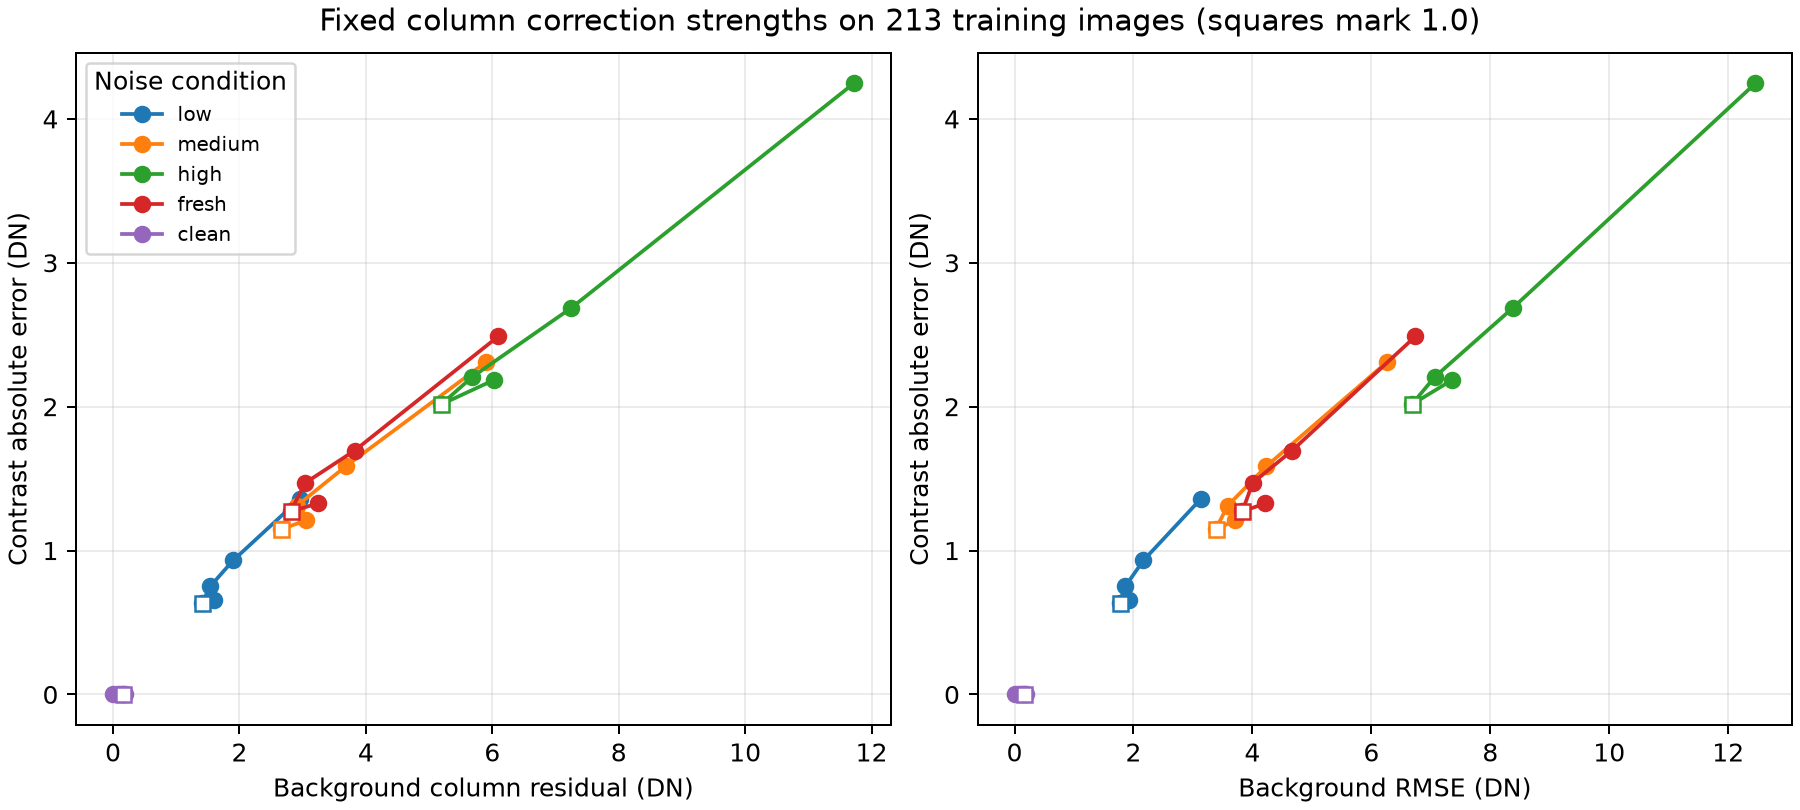 Fixed column correction strengths on 213 training images (squares mark 1.0)
Noise condition
low
medium
high
fresh
clean
Contrast absolute error (DN)
4
3
2
1
0
0 2 4 6 8 10 12
Background column residual (DN)
Contrast absolute error (DN)
4
3
2
1
0
0 2 4 6 8 10 12
Background RMSE (DN)